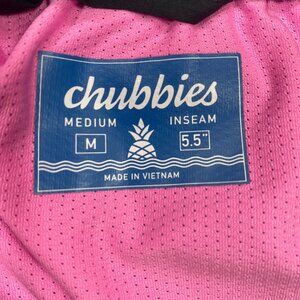 chubbies
MEDIUM INSEAM
M 5.5"
MADE IN VIETNAM